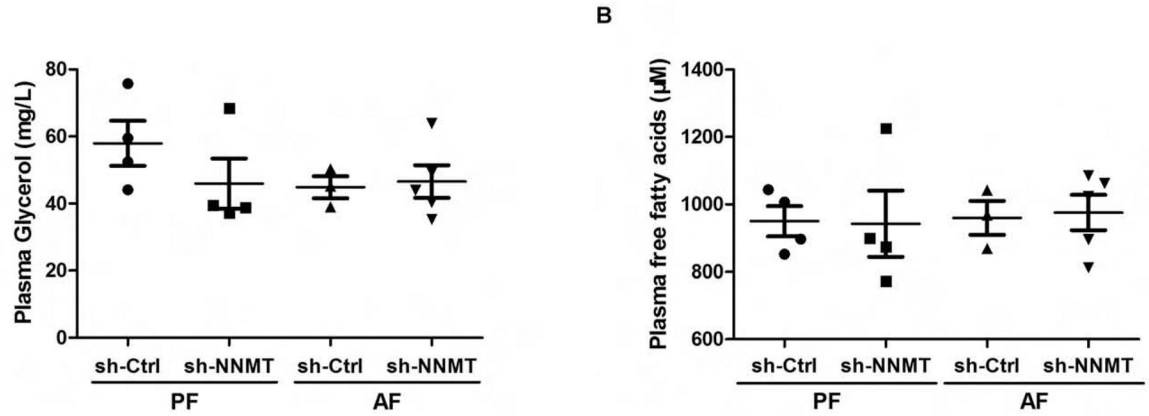 B
Plasma Glycerol (mg/L)
80
60
40
20
0
sh-Ctrl sh-NNMT sh-Ctrl sh-NNMT
PF AF
Plasma free fatty acids (µM)
1400
1200
1000
800
600
sh-Ctrl sh-NNMT sh-Ctrl sh-NNMT
PF AF